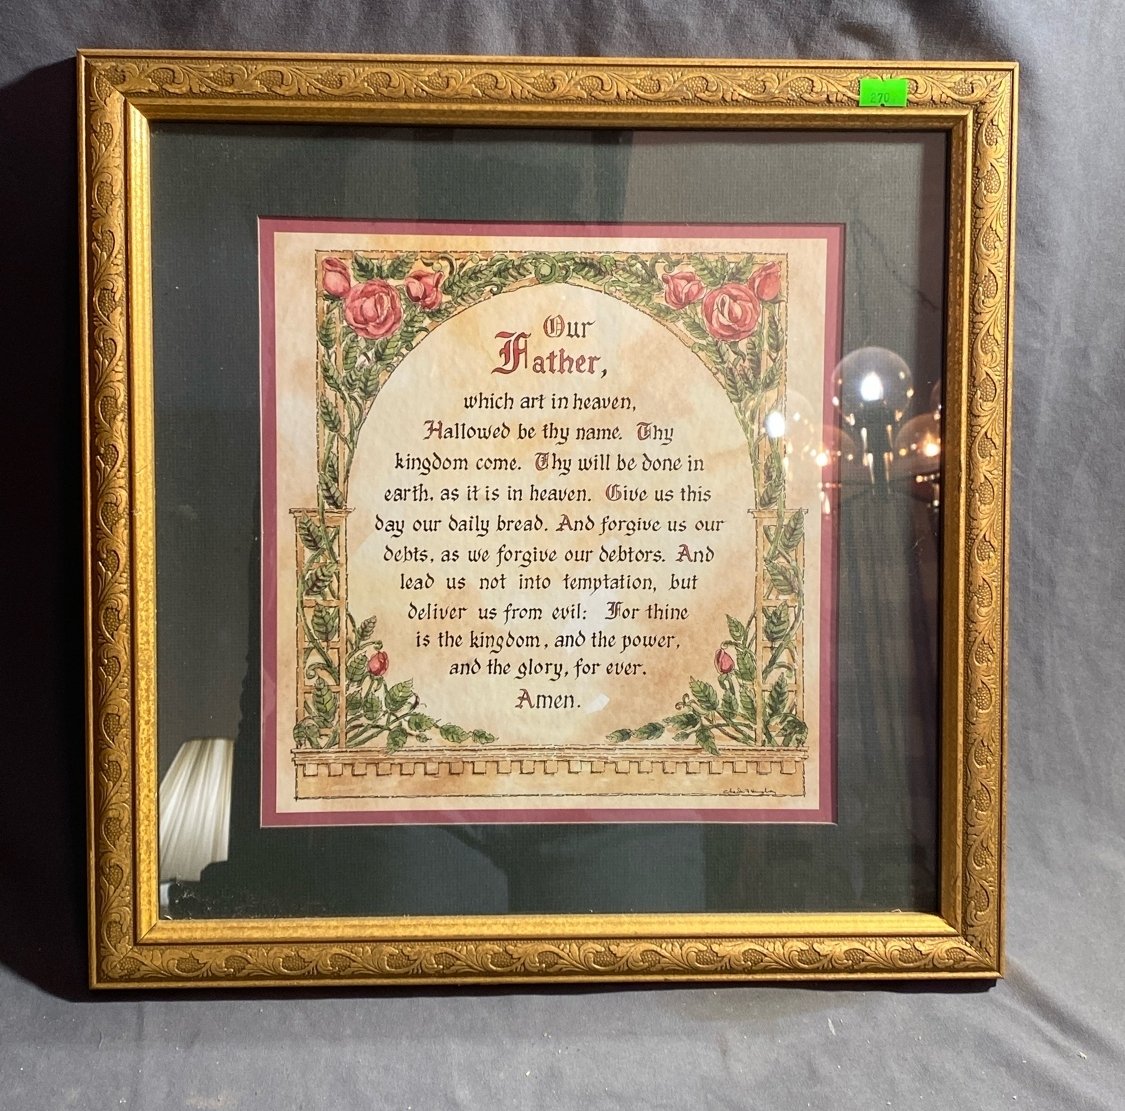 270
Our
Father,
which art in heaven,
Hallowed be thy name. Thy
kingdom come. Thy will be done in
earth, as it is in heaven. Give us this
day our daily bread. And forgive us our
debts, as we forgive our debtors. And
lead us not into temptation, but
deliver us from evil: For thine
is the kingdom, and the power,
and the glory, for ever.
Amen.